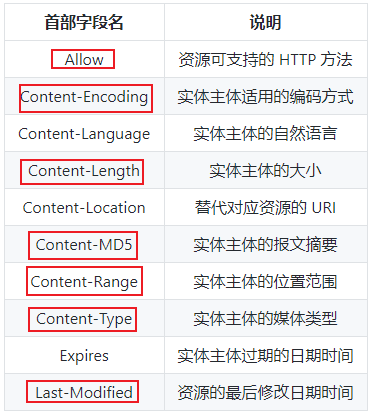 首部字段名 说明
Allow 资源可支持的 HTTP 方法
Content-Encoding 实体主体适用的编码方式
Content-Language 实体主体的自然语言
Content-Length 实体主体的大小
Content-Location 替代对应资源的 URI
Content-MD5 实体主体的报文摘要
Content-Range 实体主体的位置范围
Content-Type 实体主体的媒体类型
Expires 实体主体过期的日期时间
Last-Modified 资源的最后修改日期时间